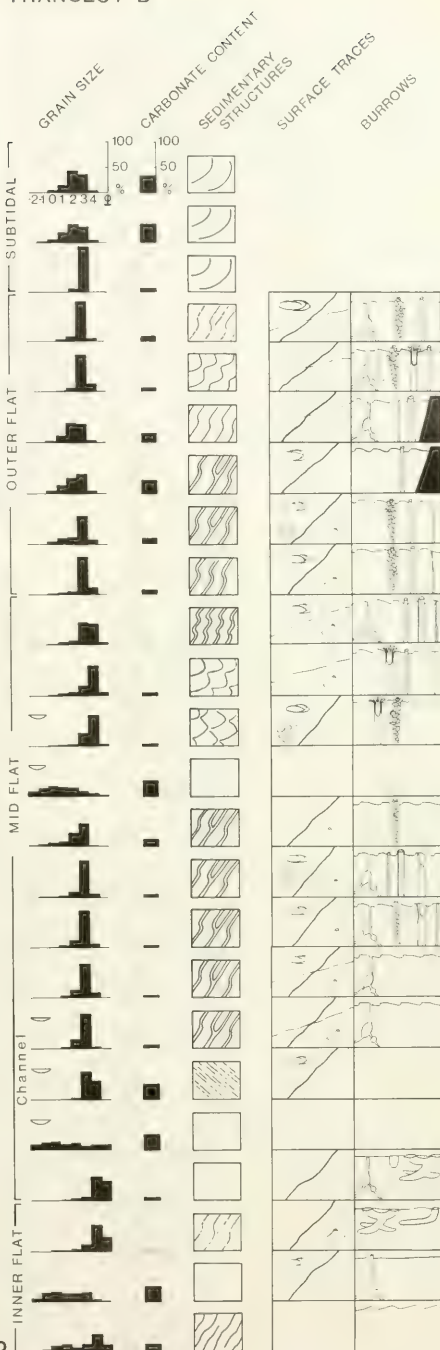 GRAIN SIZE
CARBONATE CONTENT
SEDIMENTARY
STRUCTURES
SURFACE TRACES
BURROWS
100 100
50 50
% %
-2-1 0 1 2 3 4 9
SUBTIDAL
OUTER FLAT
MID FLAT
Channel
INNER FLAT